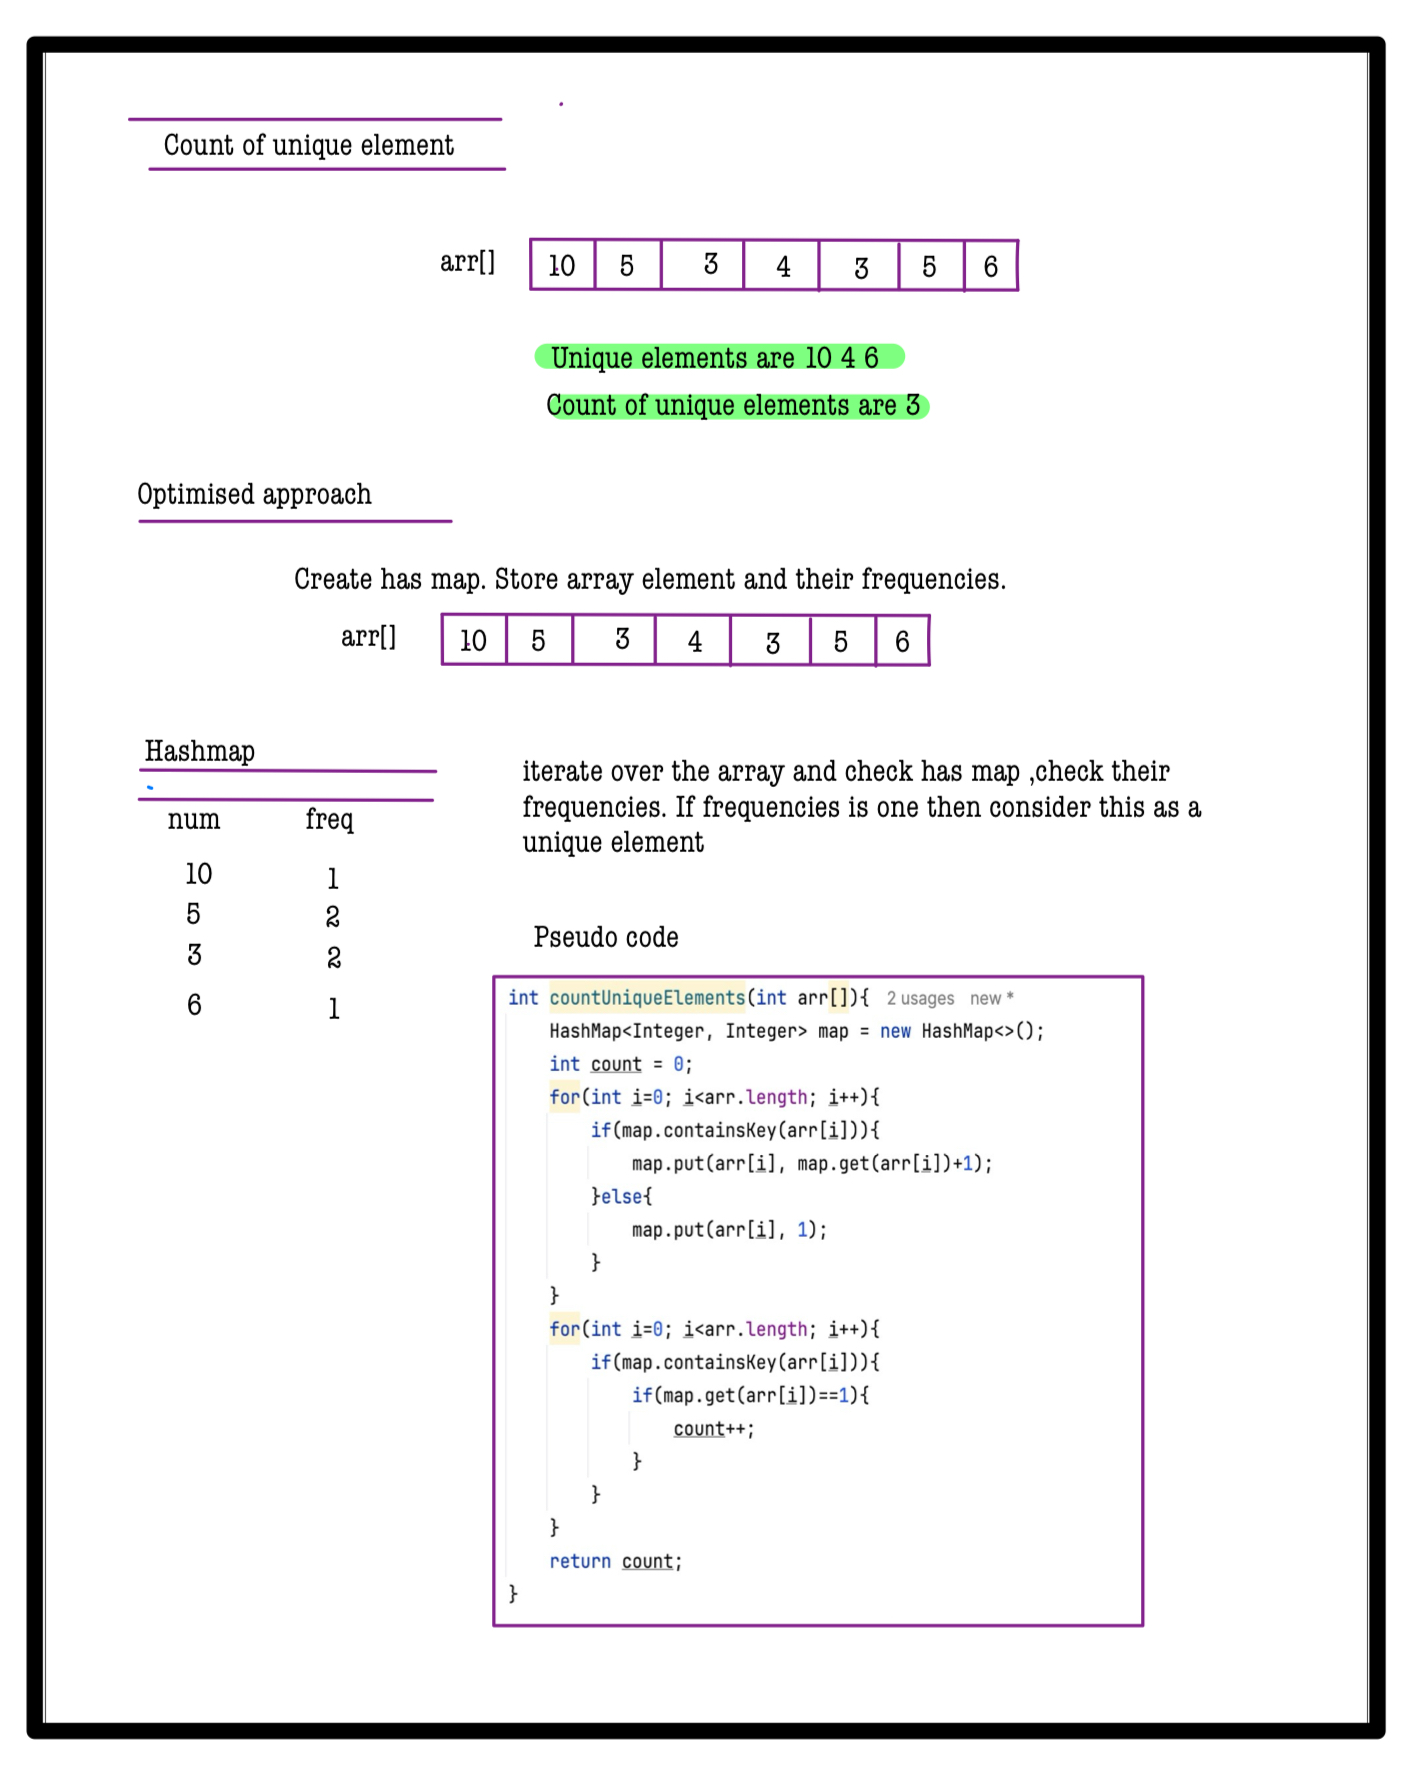 Count of unique element
arr[] 10 5 3 4 3 5 6
Unique elements are 10 4 6
Count of unique elements are 3
Optimised approach
Create has map. Store array element and their frequencies.
arr[] 10 5 3 4 3 5 6
Hashmap
num freq
10 1
5 2
3 2
6 1
iterate over the array and check has map ,check their
frequencies. If frequencies is one then consider this as a
unique element
Pseudo code
int countUniqueElements(int arr[]){ 2 usages new *
    HashMap<Integer, Integer> map = new HashMap<>();
    int count = 0;
    for(int i=0; i<arr.length; i++){
        if(map.containsKey(arr[i])){
            map.put(arr[i], map.get(arr[i])+1);
        }else{
            map.put(arr[i], 1);
        }
    }
    for(int i=0; i<arr.length; i++){
        if(map.containsKey(arr[i])){
            if(map.get(arr[i])==1){
                count++;
            }
        }
    }
    return count;
}